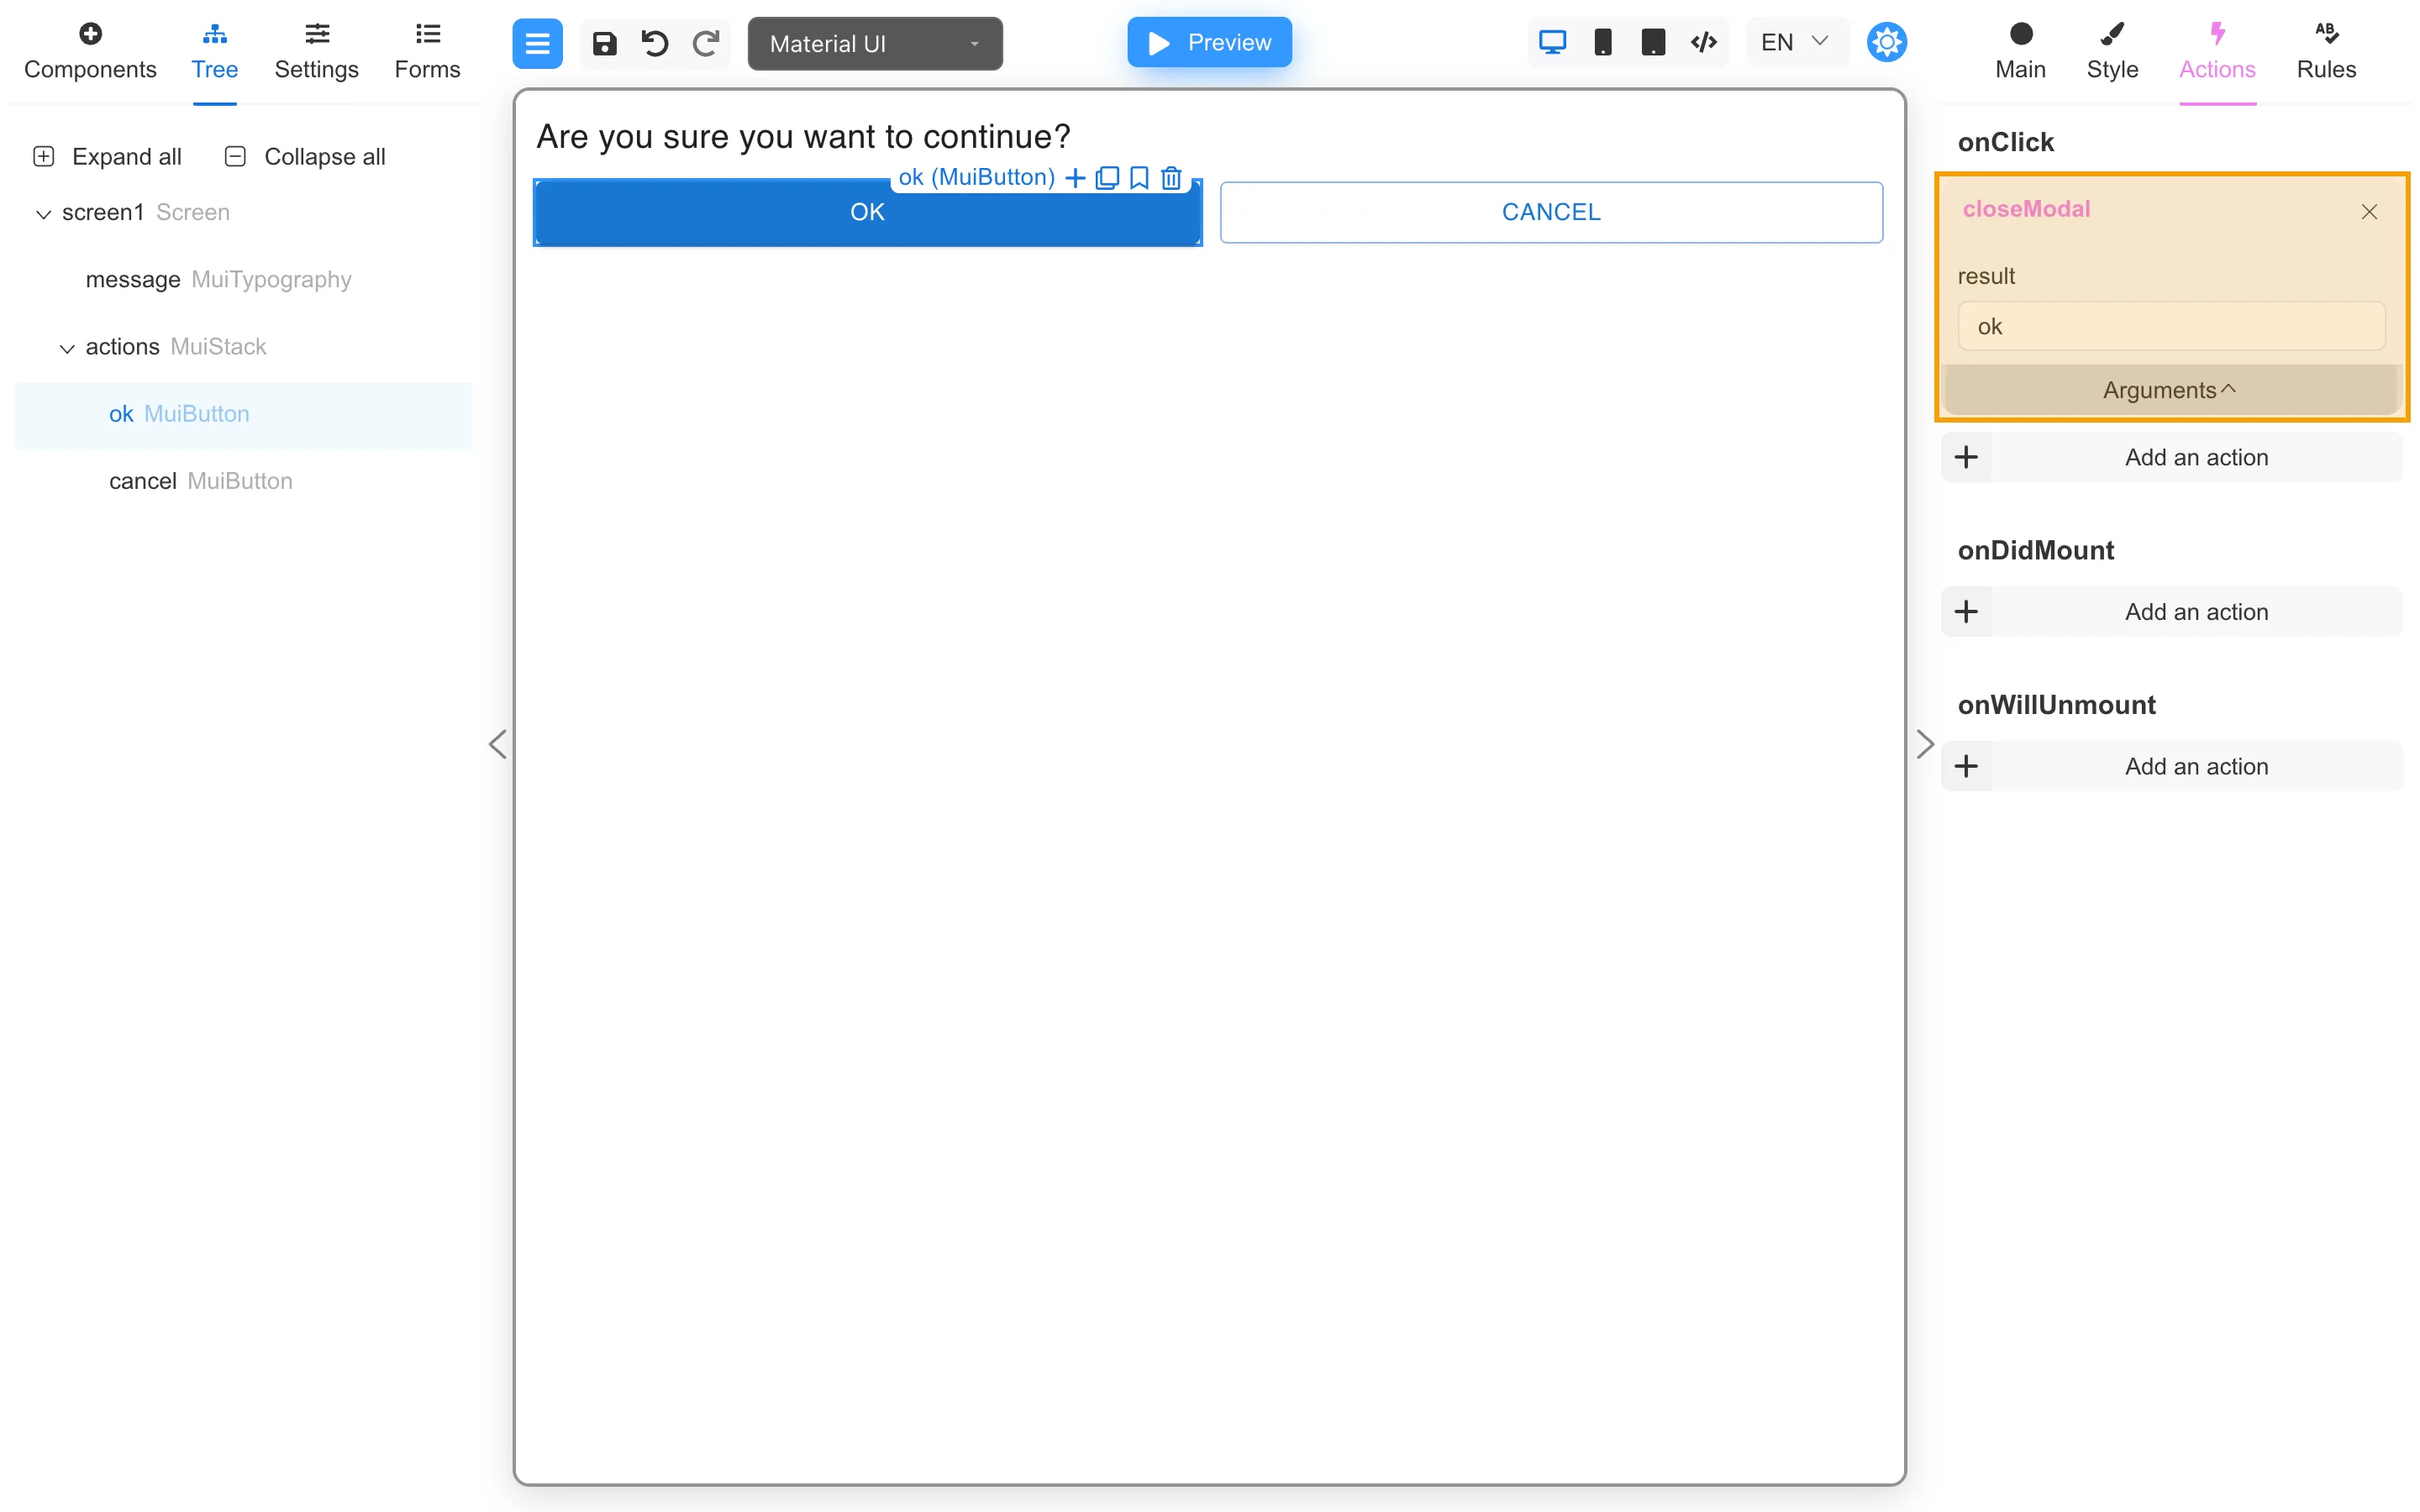 Components Tree Settings Forms
Material UI
Preview
EN
Main Style Actions Rules
Expand all Collapse all
screen1 Screen
message MuiTypography
actions MuiStack
ok MuiButton
cancel MuiButton
Are you sure you want to continue?
ok (MuiButton)
OK
CANCEL
onClick
closeModal
result
ok
Arguments
Add an action
onDidMount
Add an action
onWillUnmount
Add an action